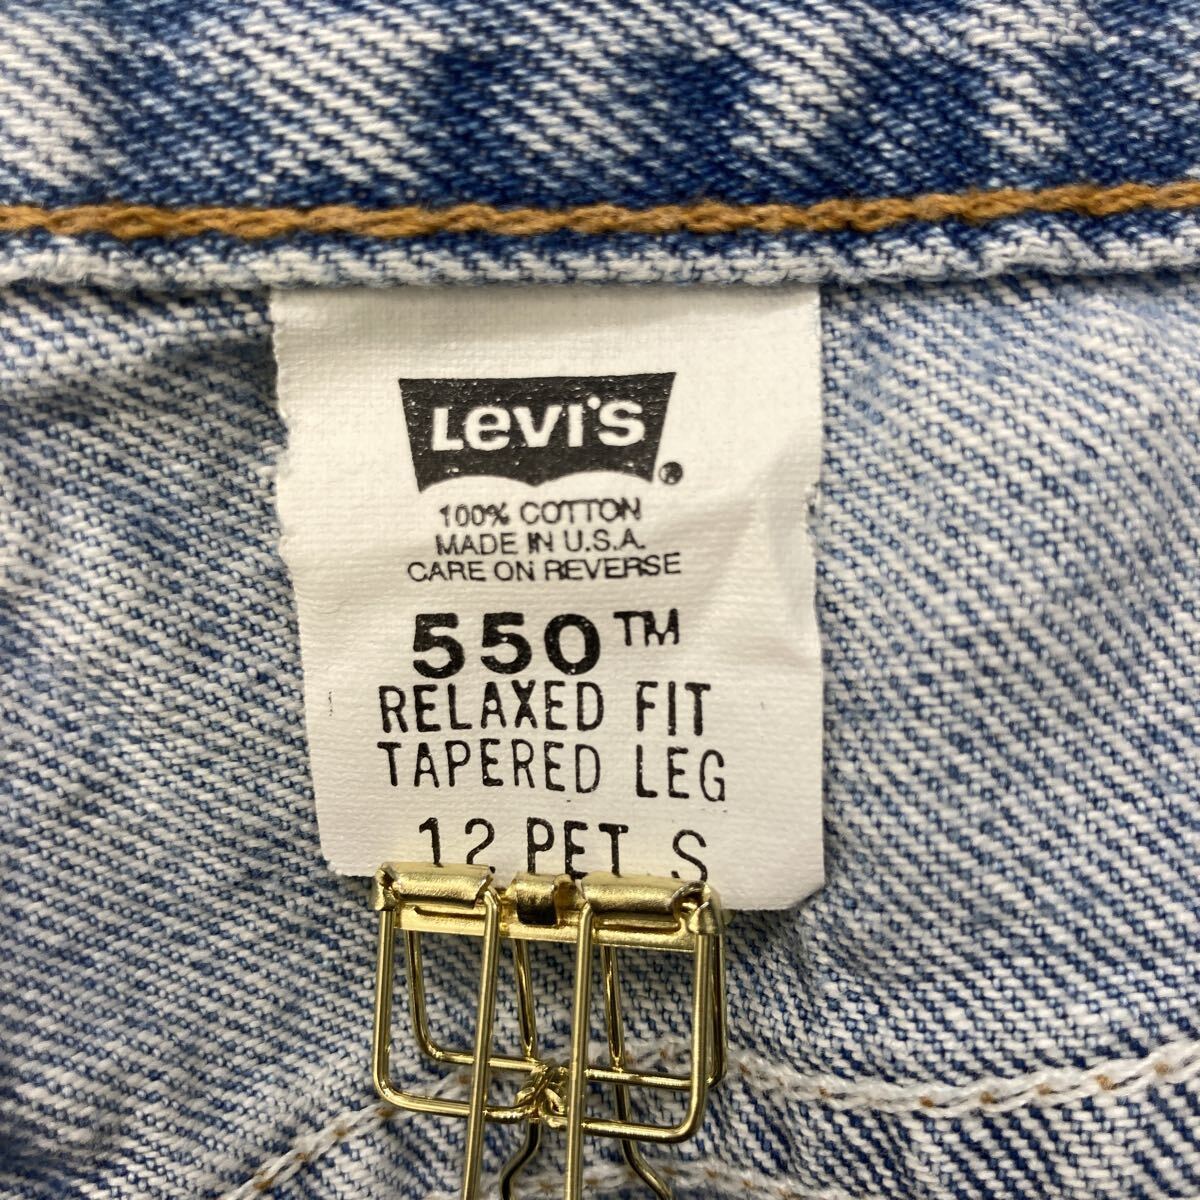 Levi's®
100% COTTON
MADE IN U.S.A.
CARE ON REVERSE
550™
RELAXED FIT
TAPERED LEG
12 PET.S